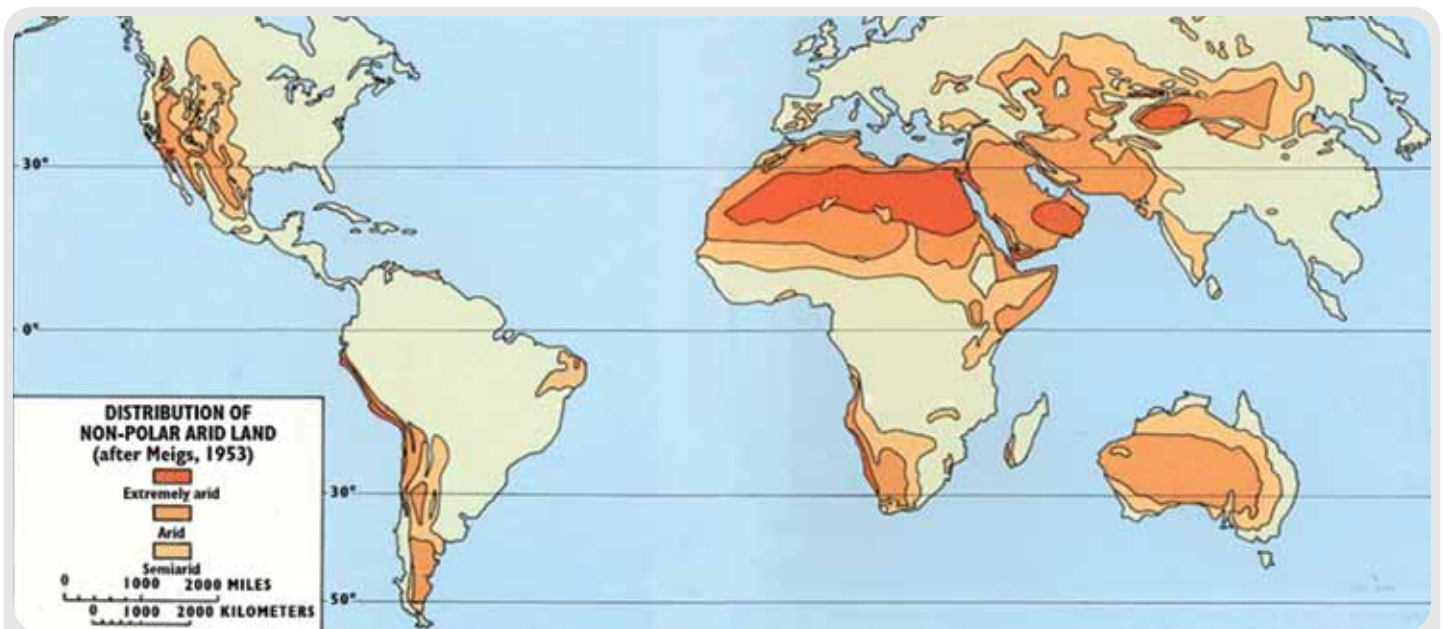 30°
0°
DISTRIBUTION OF
NON-POLAR ARID LAND
(after Meigs, 1953)
Extremely arid
Arid
Semiarid
0 1000 2000 MILES
0 1000 2000 KILOMETERS
30°
50°